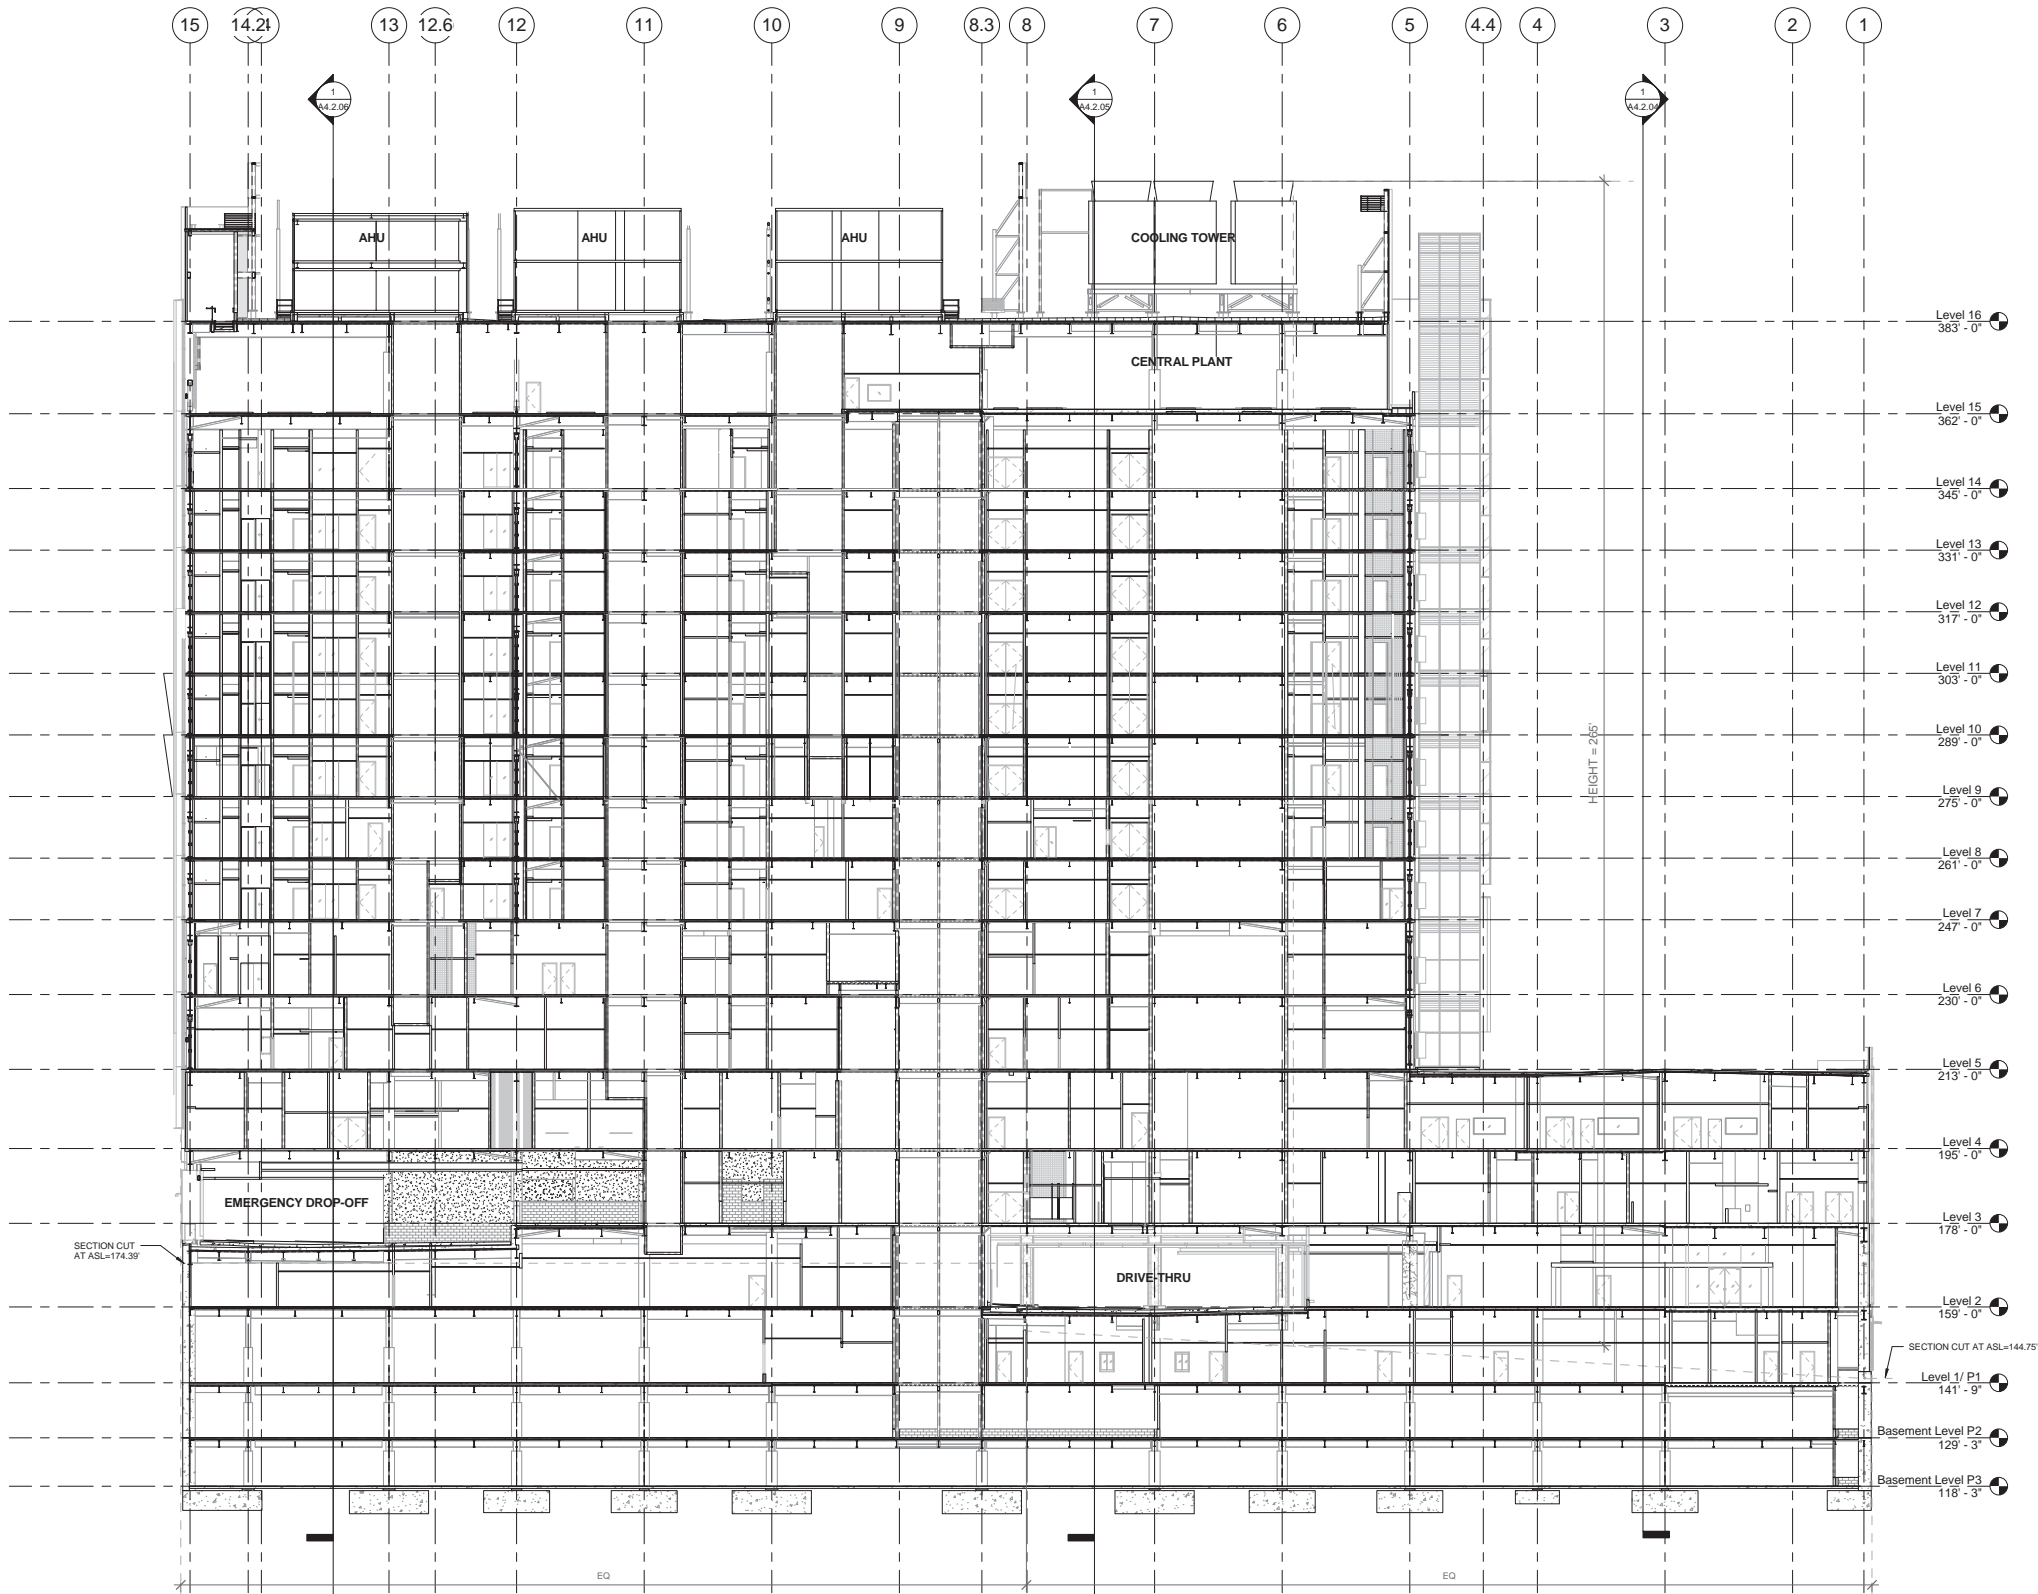 15
14.2
13
12.6
12
11
10
9
8.3
8
7
6
5
4.4
4
3
2
1
1
A4.2.06
1
A4.2.05
1
A4.2.04
AHU
AHU
AHU
COOLING TOWER
Level 16
383' - 0"
CENTRAL PLANT
Level 15
362' - 0"
Level 14
345' - 0"
Level 13
331' - 0"
Level 12
317' - 0"
Level 11
303' - 0"
Level 10
289' - 0"
HEIGHT = 265'
Level 9
275' - 0"
Level 8
261' - 0"
Level 7
247' - 0"
Level 6
230' - 0"
Level 5
213' - 0"
Level 4
195' - 0"
EMERGENCY DROP-OFF
Level 3
178' - 0"
SECTION CUT
AT ASL=174.39'
DRIVE-THRU
Level 2
159' - 0"
SECTION CUT AT ASL=144.75'
Level 1/ P1
141' - 9"
Basement Level P2
129' - 3"
Basement Level P3
118' - 3"
EQ
EQ